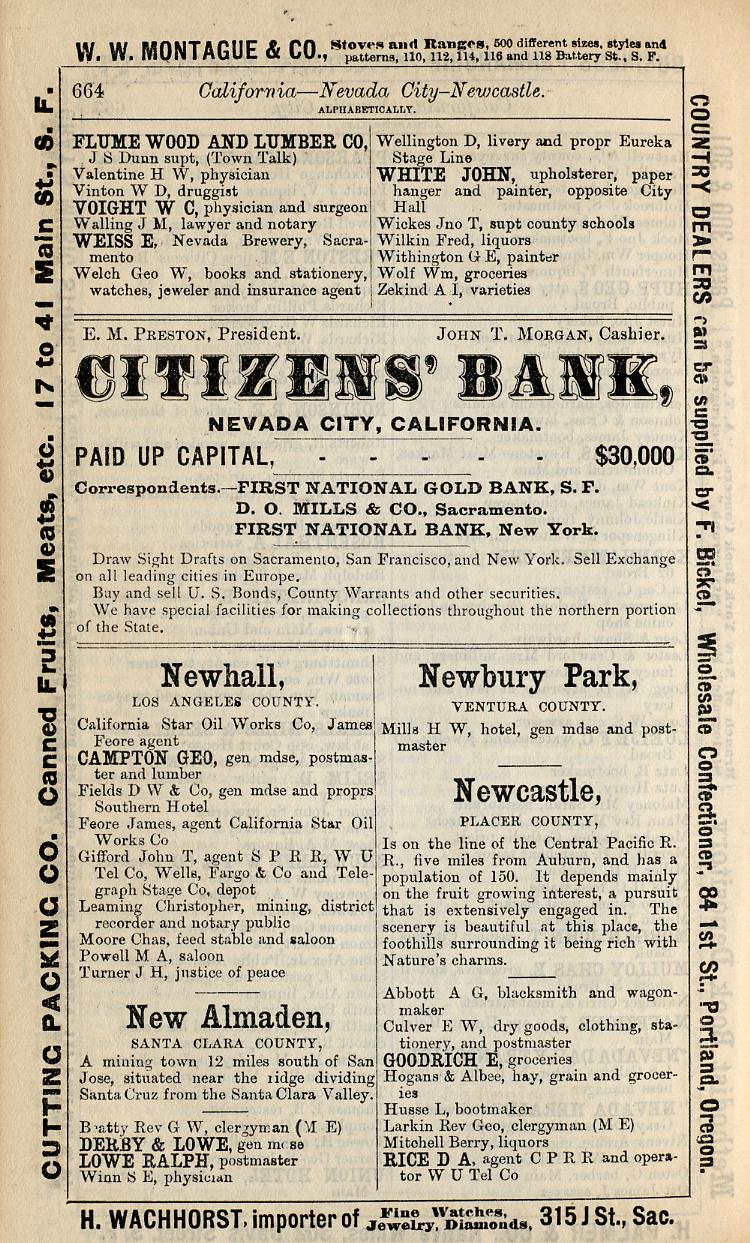 W. W. MONTAGUE & CO., Stoves and Ranges, 500 different sizes, styles and
patterns, 110, 112, 114, 116 and 118 Battery St., S. F.
664 California—Nevada City–Newcastle.
ALPHABETICALLY.
FLUME WOOD AND LUMBER CO,
J S Dunn supt, (Town Talk)
Valentine H W, physician
Vinton W D, druggist
VOIGHT W C, physician and surgeon
Walling J M, lawyer and notary
WEISS E, Nevada Brewery, Sacra-
mento
Welch Geo W, books and stationery,
watches, jeweler and insurance agent
Wellington D, livery and propr Eureka
Stage Line
WHITE JOHN, upholsterer, paper
hanger and painter, opposite City
Hall
Wickes Jno T, supt county schools
Wilkin Fred, liquors
Withington G E, painter
Wolf Wm, groceries
Zekind A I, varieties
E. M. PRESTON, President. JOHN T. MORGAN, Cashier.
CITIZENS' BANK,
NEVADA CITY, CALIFORNIA.
PAID UP CAPITAL, - - - - - $30,000
Correspondents.—FIRST NATIONAL GOLD BANK, S. F.
D. O. MILLS & CO., Sacramento.
FIRST NATIONAL BANK, New York.
Draw Sight Drafts on Sacramento, San Francisco, and New York. Sell Exchange
on all leading cities in Europe.
Buy and sell U. S. Bonds, County Warrants and other securities.
We have special facilities for making collections throughout the northern portion
of the State.
Newhall,
LOS ANGELES COUNTY.
California Star Oil Works Co, James
Feore agent
CAMPTON GEO, gen mdse, postmas-
ter and lumber
Fields D W & Co, gen mdse and proprs
Southern Hotel
Feore James, agent California Star Oil
Works Co
Gifford John T, agent S P R R, W U
Tel Co, Wells, Fargo & Co and Tele-
graph Stage Co, depot
Leaming Christopher, mining, district
recorder and notary public
Moore Chas, feed stable and saloon
Powell M A, saloon
Turner J H, justice of peace
New Almaden,
SANTA CLARA COUNTY,
A mining town 12 miles south of San
Jose, situated near the ridge dividing
Santa Cruz from the Santa Clara Valley.
Beatty Rev G W, clergyman (M E)
DERBY & LOWE, gen mdse
LOWE RALPH, postmaster
Winn S E, physician
Newbury Park,
VENTURA COUNTY.
Mills H W, hotel, gen mdse and post-
master
Newcastle,
PLACER COUNTY,
Is on the line of the Central Pacific R.
R., five miles from Auburn, and has a
population of 150. It depends mainly
on the fruit growing interest, a pursuit
that is extensively engaged in. The
scenery is beautiful at this place, the
foothills surrounding it being rich with
Nature's charms.
Abbott A G, blacksmith and wagon-
maker
Culver E W, dry goods, clothing, sta-
tionery, and postmaster
GOODRICH E, groceries
Hogans & Albee, hay, grain and grocer-
ies
Husse L, bootmaker
Larkin Rev Geo, clergyman (M E)
Mitchell Berry, liquors
RICE D A, agent C P R R and opera-
tor W U Tel Co
H. WACHHORST, importer of Fine Watches, Jewelry, Diamonds, 315 J St., Sac.
CUTTING PACKING CO. Canned Fruits, Meats, etc. 17 to 41 Main St., S. F.
COUNTRY DEALERS can be supplied by F. Bickel, Wholesale Confectioner, 84 1st St., Portland, Oregon.